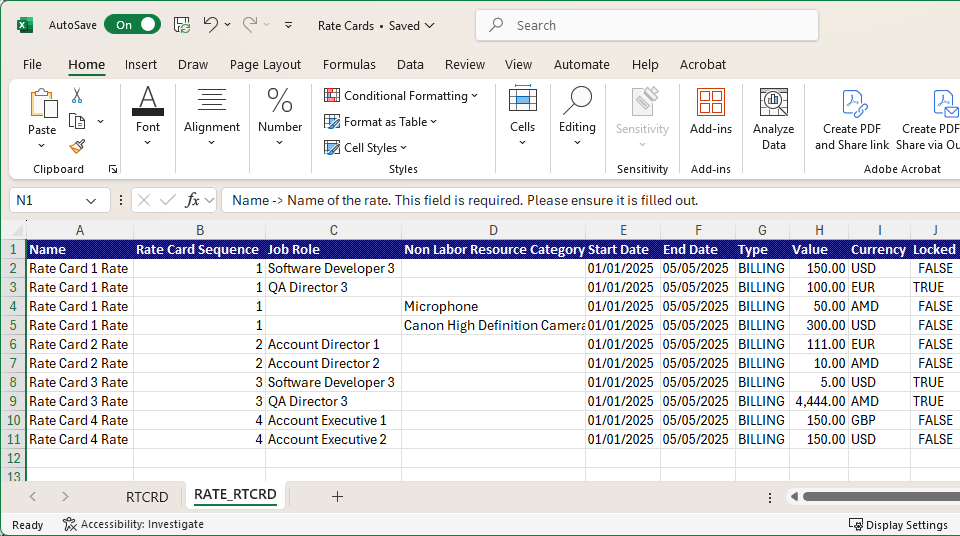 AutoSave On Rate Cards • Saved Search
File Home Insert Draw Page Layout Formulas Data Review View Automate Help Acrobat
Paste
Clipboard
Font
Alignment
Number
Conditional Formatting
Format as Table
Cell Styles
Styles
Cells
Editing
Sensitivity
Sensitivity
Add-ins
Add-ins
Analyze
Data
Create PDF
and Share link
Create PDF
Share via Ou
Adobe Acrobat
N1 fx Name -> Name of the rate. This field is required. Please ensure it is filled out.
A B C D E F G H I J
1 Name Rate Card Sequence Job Role Non Labor Resource Category Start Date End Date Type Value Currency Locked
2 Rate Card 1 Rate 1 Software Developer 3 01/01/2025 05/05/2025 BILLING 150.00 USD FALSE
3 Rate Card 1 Rate 1 QA Director 3 01/01/2025 05/05/2025 BILLING 100.00 EUR TRUE
4 Rate Card 1 Rate 1 Microphone 01/01/2025 05/05/2025 BILLING 50.00 AMD FALSE
5 Rate Card 1 Rate 1 Canon High Definition Camera 01/01/2025 05/05/2025 BILLING 300.00 USD FALSE
6 Rate Card 2 Rate 2 Account Director 1 01/01/2025 05/05/2025 BILLING 111.00 EUR FALSE
7 Rate Card 2 Rate 2 Account Director 2 01/01/2025 05/05/2025 BILLING 10.00 AMD FALSE
8 Rate Card 3 Rate 3 Software Developer 3 01/01/2025 05/05/2025 BILLING 5.00 USD TRUE
9 Rate Card 3 Rate 3 QA Director 3 01/01/2025 05/05/2025 BILLING 4,444.00 AMD TRUE
10 Rate Card 4 Rate 4 Account Executive 1 01/01/2025 05/05/2025 BILLING 150.00 GBP FALSE
11 Rate Card 4 Rate 4 Account Executive 2 01/01/2025 05/05/2025 BILLING 150.00 USD FALSE
12
13
RTCRD RATE_RTCRD
Ready Accessibility: Investigate Display Settings